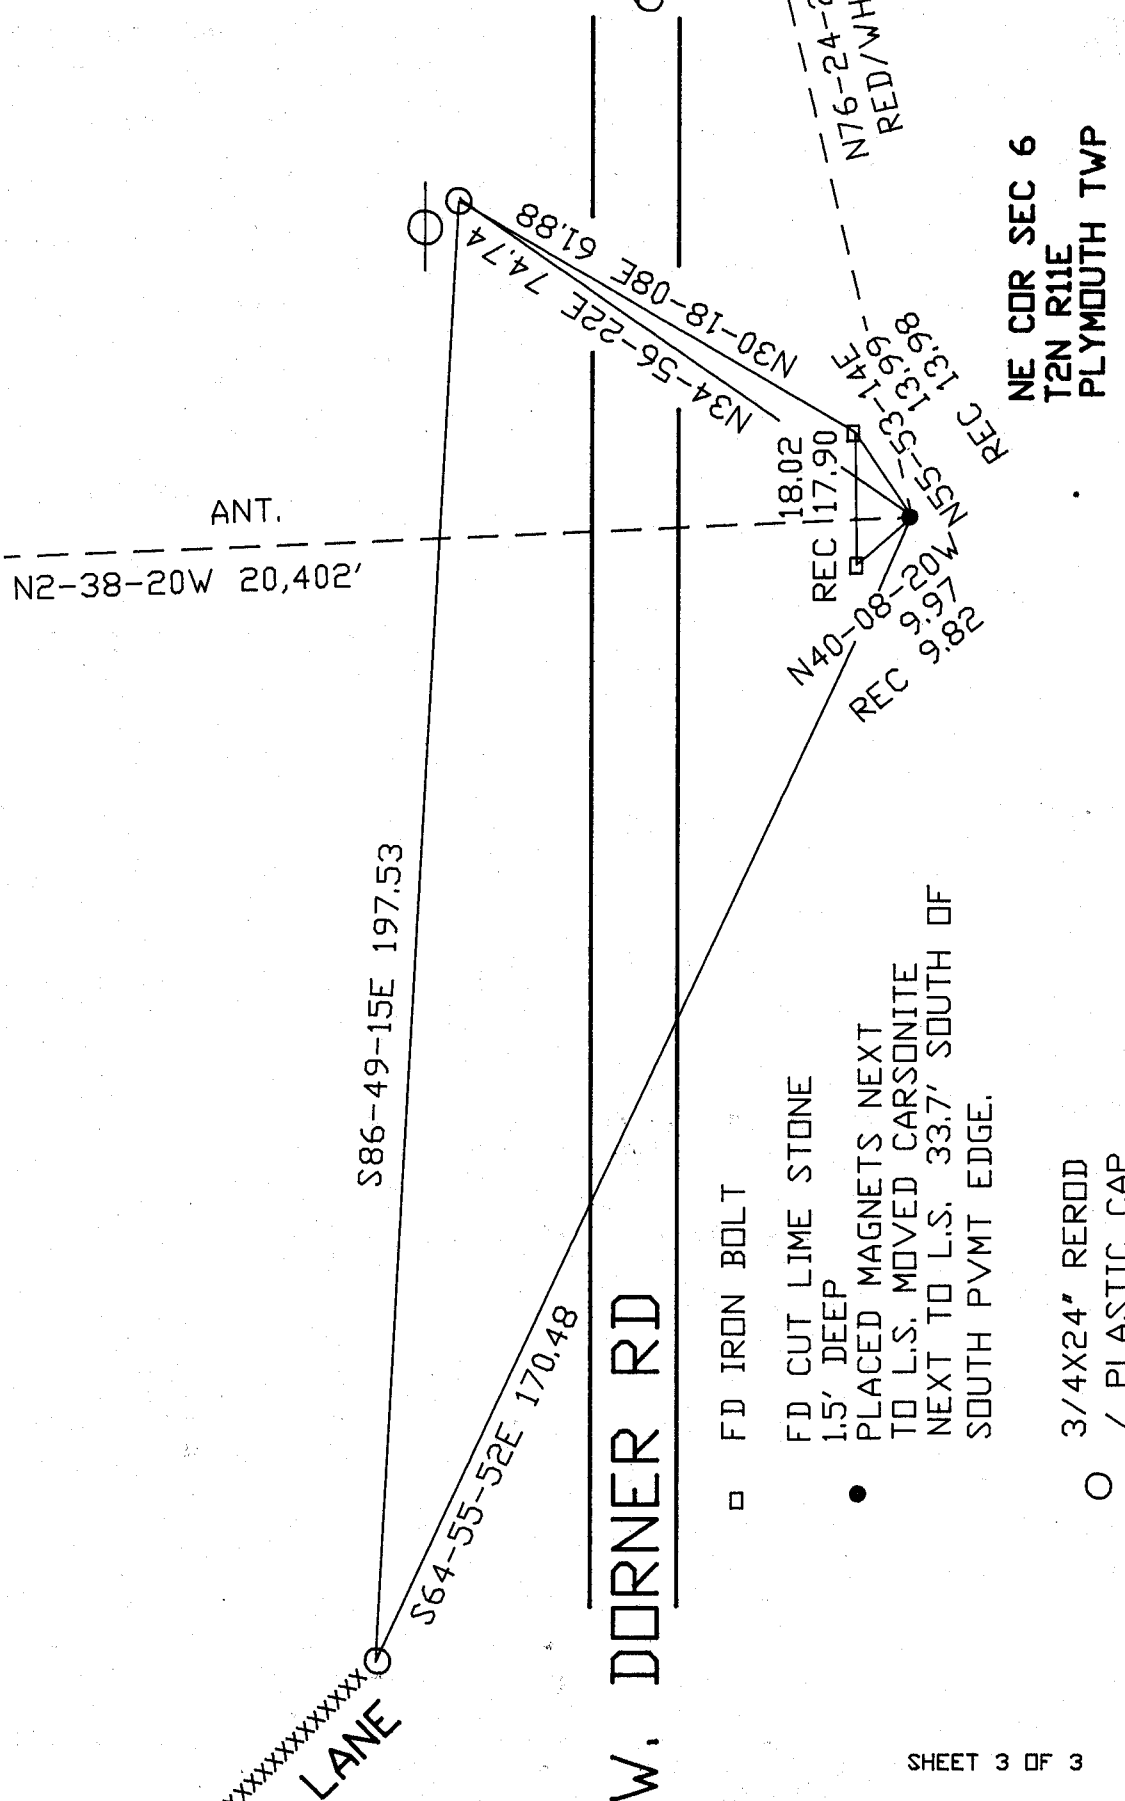 N76-24-
RED/WH
NE COR SEC 6
T2N R11E
PLYMOUTH TWP
N30-18-08E 61.88
N34-56-22E 74.74
ANT.
N2-38-20W 20,402'
18.02
REC 17.90
N55-53-14E
13.99
REC 13.98
N40-08-20W
9.97
REC 9.82
S86-49-15E 197.53
S64-55-52E 170.48
LANE
W. DORNER RD
FD IRON BOLT
FD CUT LIME STONE
1.5' DEEP
PLACED MAGNETS NEXT
TO L.S. MOVED CARSONITE
NEXT TO L.S. 33.7' SOUTH OF
SOUTH PVMT EDGE.
3/4X24" REROD
/ PLASTIC CAP
SHEET 3 OF 3